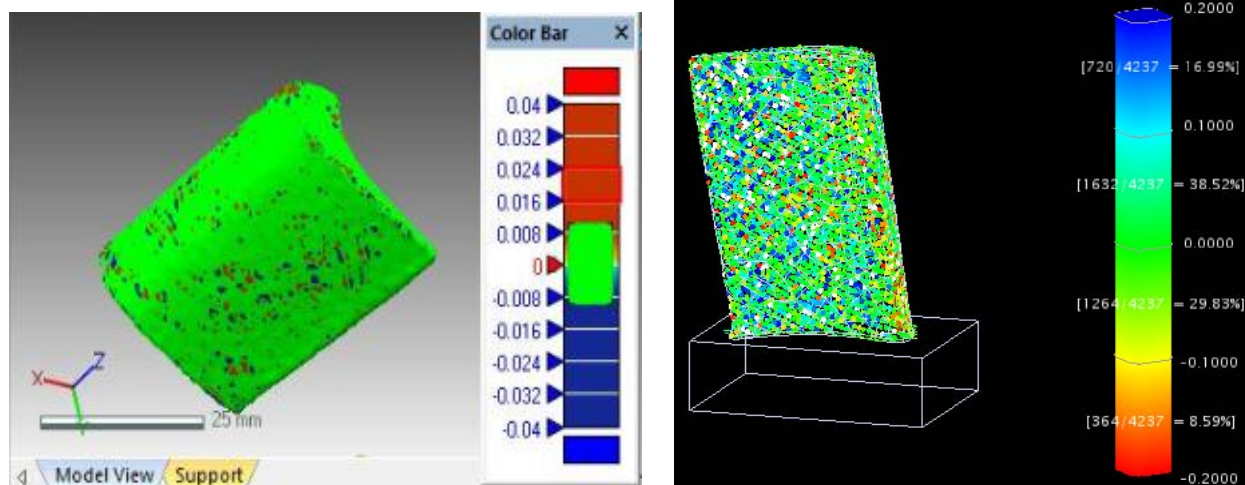 Color Bar X
0.04
0.032
0.024
0.016
0.008
0
-0.008
-0.016
-0.024
-0.032
-0.04
X
Z
Y
25 mm
Model View
Support
0.2000
[720/4237 = 16.99%]
0.1000
[1632/4237 = 38.52%]
0.0000
[1264/4237 = 29.83%]
-0.1000
[364/4237 = 8.59%]
-0.2000